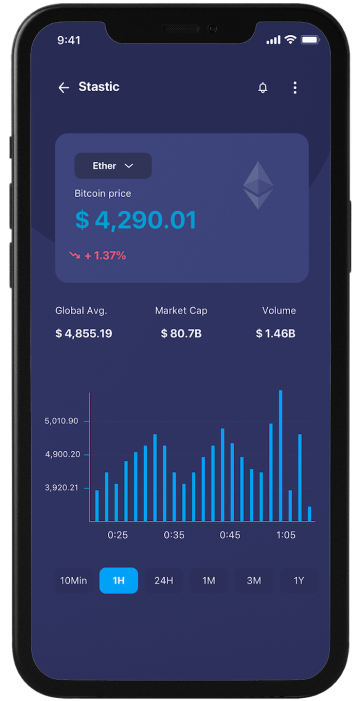 9:41
Stastic
Ether
Bitcoin price
$ 4,290.01
+ 1.37%
Global Avg. Market Cap Volume
$ 4,855.19 $ 80.7B $ 1.46B
5,010.90
4,900.20
3,920.21
0:25 0:35 0:45 1:05
10Min 1H 24H 1M 3M 1Y